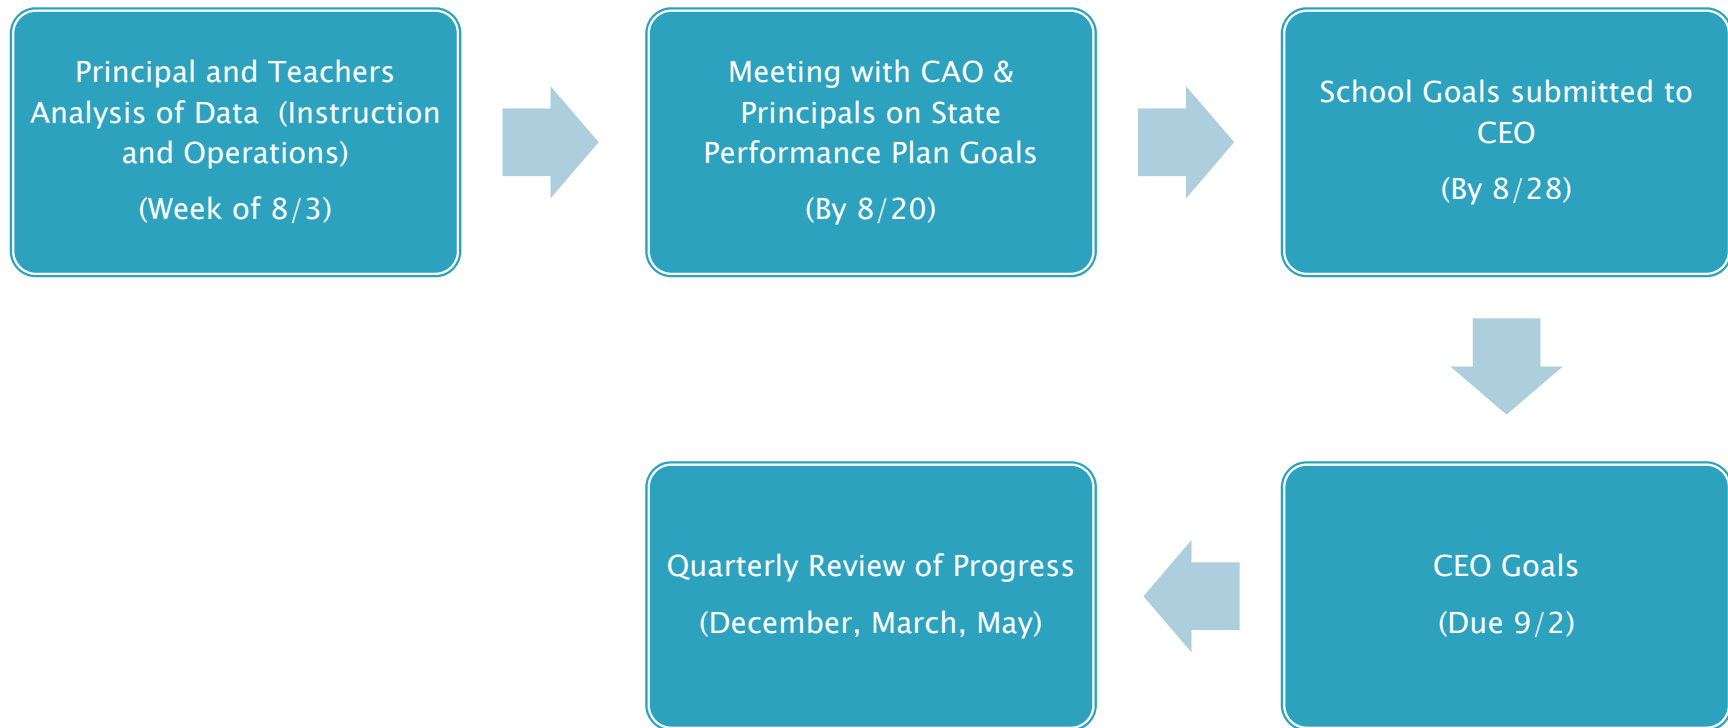 Principal and Teachers
Analysis of Data  (Instruction
and Operations)
(Week of 8/3)
Meeting with CAO &
Principals on State
Performance Plan Goals
(By 8/20)
School Goals submitted to
CEO
(By 8/28)
CEO Goals
(Due 9/2)
Quarterly Review of Progress
(December, March, May)